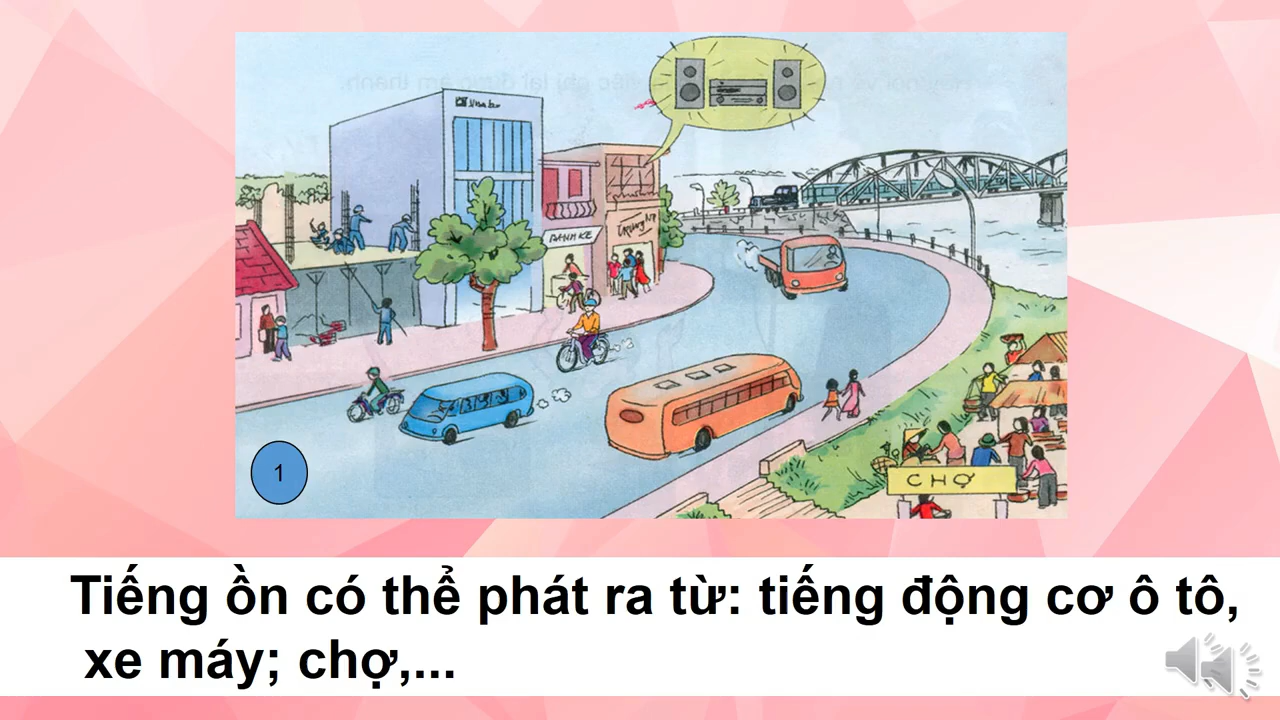 CHỢ
1
Tiếng ồn có thể phát ra từ: tiếng động cơ ô tô,
xe máy; chợ,...